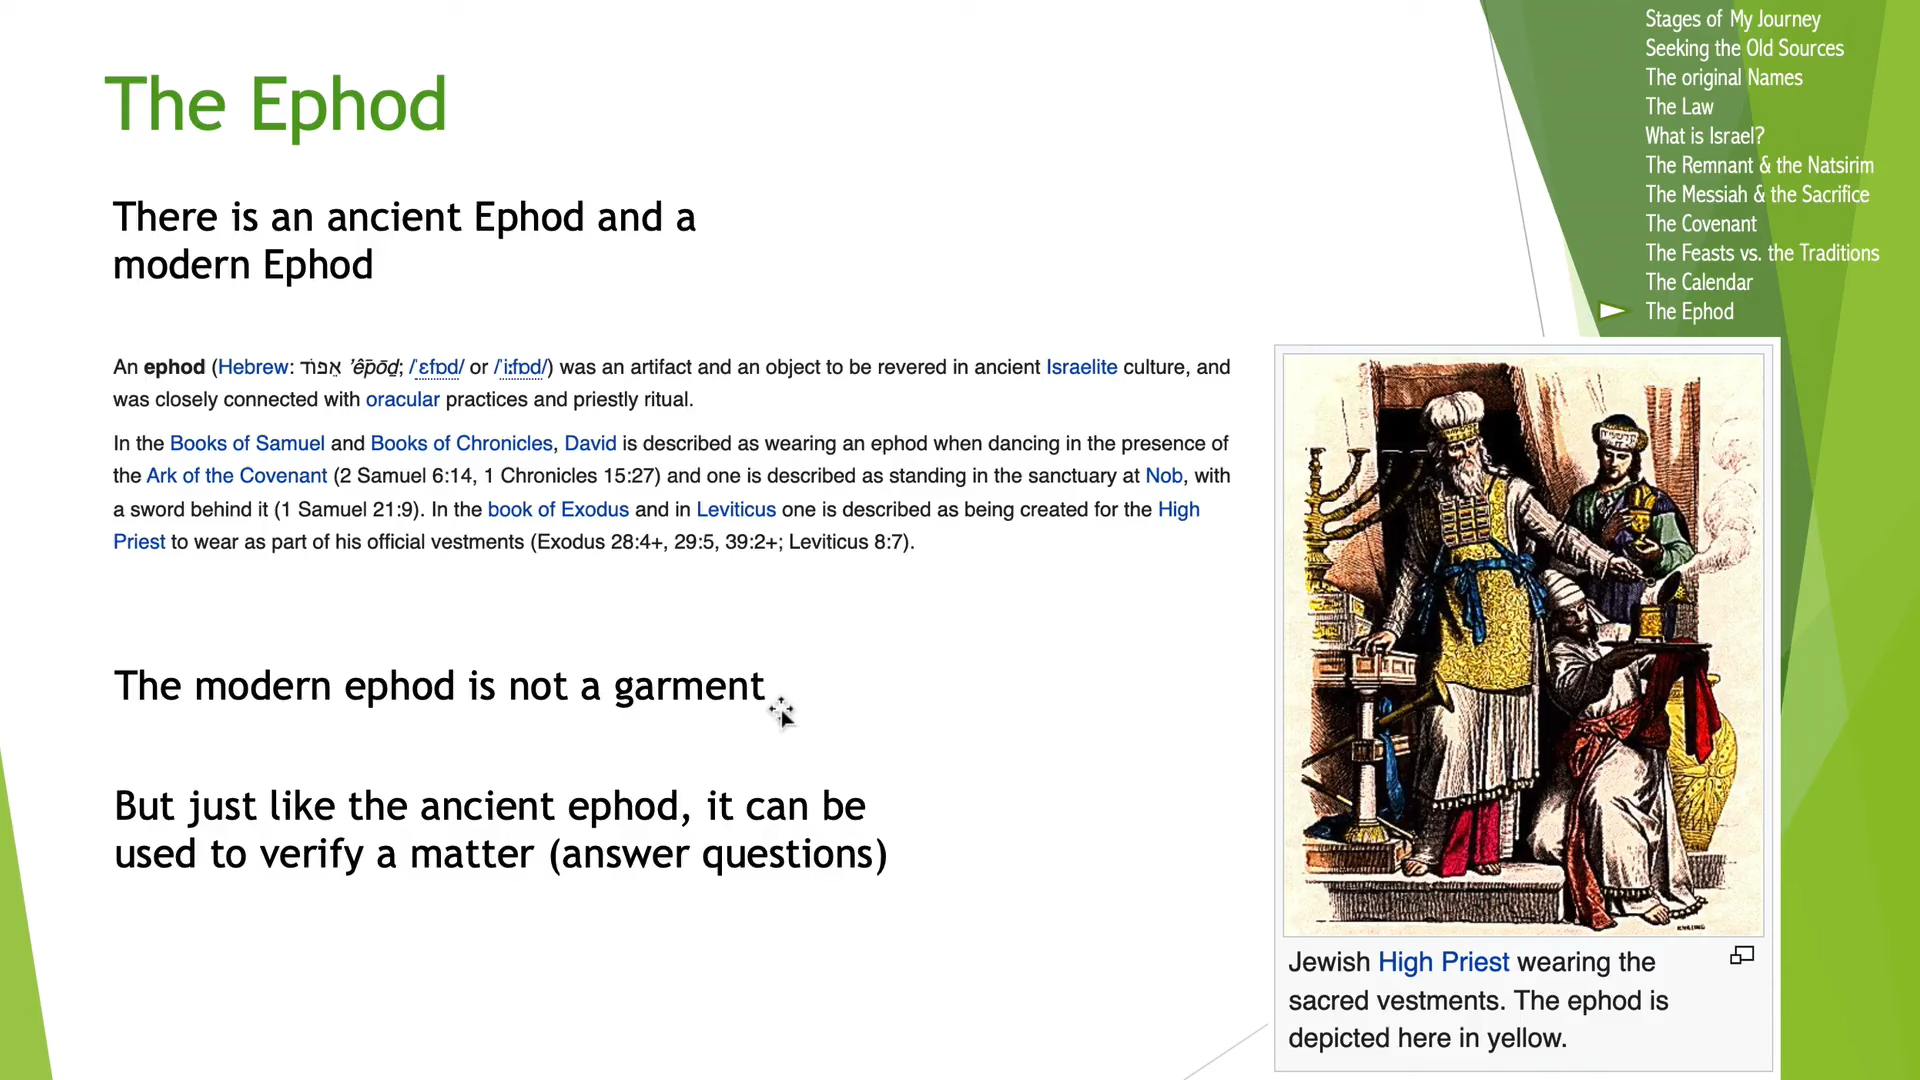 The Ephod
There is an ancient Ephod and a
modern Ephod
An ephod (Hebrew: אֵפוֹד ’ēp̄ōḏ; /ˈɛfɒd/ or /ˈiːfɒd/) was an artifact and an object to be revered in ancient Israelite culture, and
was closely connected with oracular practices and priestly ritual.
In the Books of Samuel and Books of Chronicles, David is described as wearing an ephod when dancing in the presence of
the Ark of the Covenant (2 Samuel 6:14, 1 Chronicles 15:27) and one is described as standing in the sanctuary at Nob, with
a sword behind it (1 Samuel 21:9). In the book of Exodus and in Leviticus one is described as being created for the High
Priest to wear as part of his official vestments (Exodus 28:4+, 29:5, 39:2+; Leviticus 8:7).
The modern ephod is not a garment
But just like the ancient ephod, it can be
used to verify a matter (answer questions)
Stages of My Journey
Seeking the Old Sources
The original Names
The Law
What is Israel?
The Remnant & the Natsirim
The Messiah & the Sacrifice
The Covenant
The Feasts vs. the Traditions
The Calendar
The Ephod
Jewish High Priest wearing the
sacred vestments. The ephod is
depicted here in yellow.